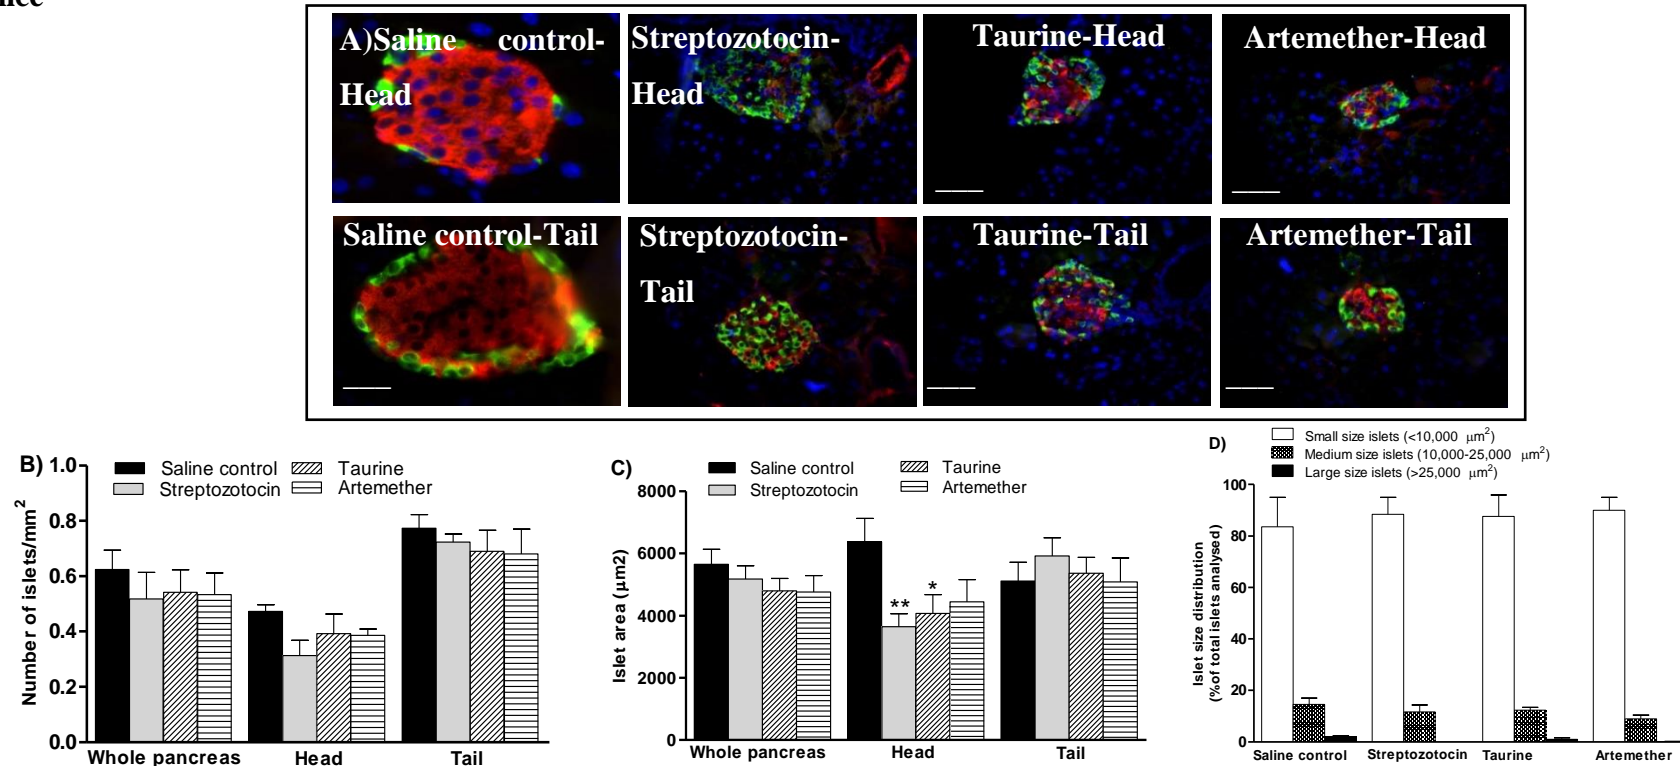 A)Saline control-
Head
Streptozotocin-
Head
Taurine-Head
Artemether-Head
Saline control-Tail
Streptozotocin-
Tail
Taurine-Tail
Artemether-Tail
B)
Number of islets/mm2
1.0
0.8
0.6
0.4
0.2
0.0
Saline control
Streptozotocin
Taurine
Artemether
Whole pancreas
Head
Tail
C)
Islet area (μm2)
8000
6000
4000
2000
0
Saline control
Streptozotocin
Taurine
Artemether
**
*
Whole pancreas
Head
Tail
D)
Small size islets (<10,000 μm2)
Medium size islets (10,000-25,000 μm2)
Large size islets (>25,000 μm2)
Islet size distribution
(% of total islets analysed)
100
80
60
40
20
0
Saline control
Streptozotocin
Taurine
Artemether